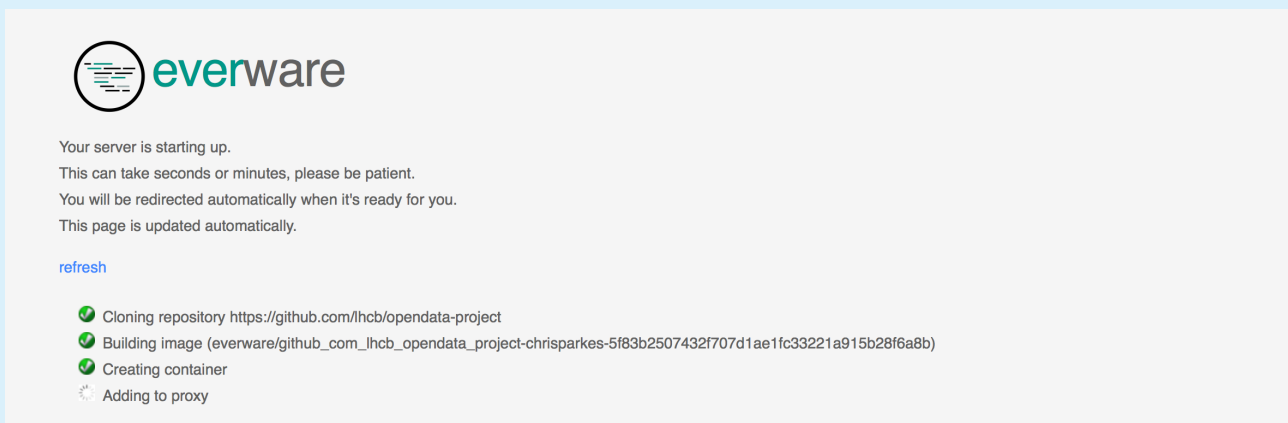 everware
Your server is starting up.
This can take seconds or minutes, please be patient.
You will be redirected automatically when it's ready for you.
This page is updated automatically.
refresh
Cloning repository https://github.com/lhcb/opendata-project
Building image (everware/github_com_lhcb_opendata_project-chrisparkes-5f83b2507432f707d1ae1fc33221a915b28f6a8b)
Creating container
Adding to proxy